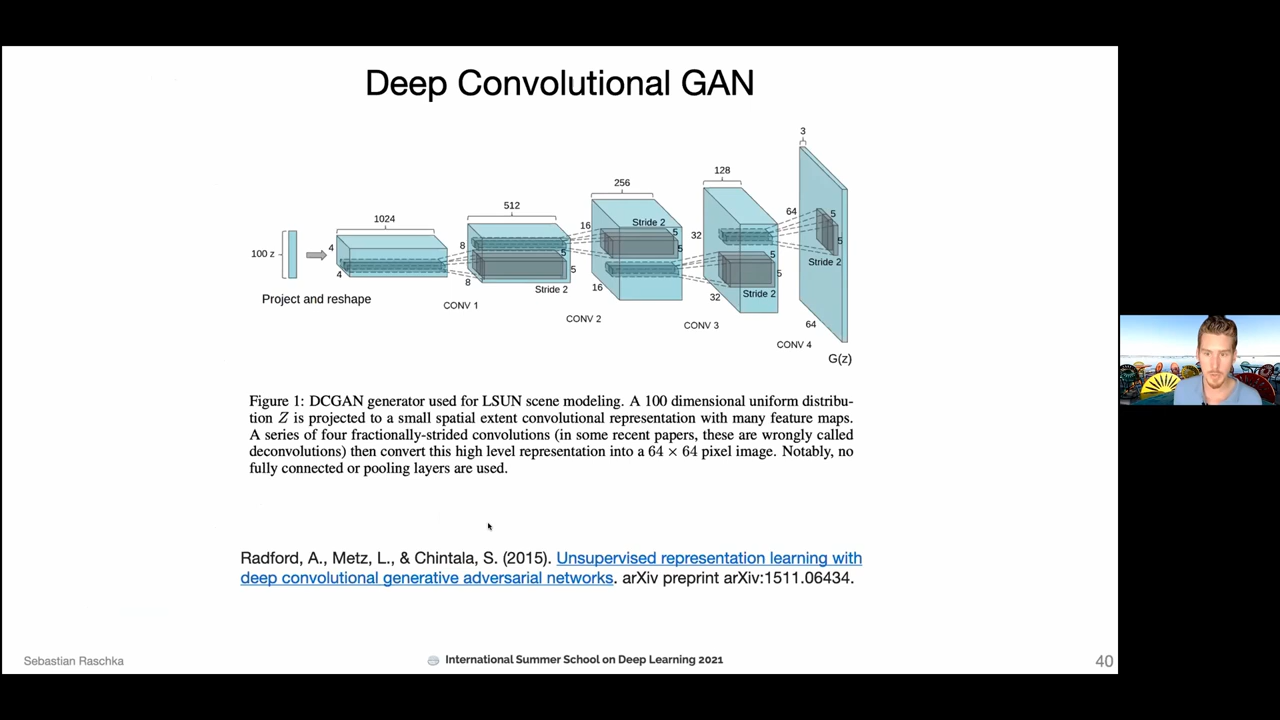 Deep Convolutional GAN
3
128
256
64
5
512
16
Stride 2
1024
5
32
5
4
8
5
5
Stride 2
100 z
5
5
4
8
Stride 2
16
32
Stride 2
64
Project and reshape
CONV 1
CONV 2
CONV 3
CONV 4
G(z)
Figure 1: DCGAN generator used for LSUN scene modeling. A 100 dimensional uniform distribu-
tion Z is projected to a small spatial extent convolutional representation with many feature maps.
A series of four fractionally-strided convolutions (in some recent papers, these are wrongly called
deconvolutions) then convert this high level representation into a 64 × 64 pixel image. Notably, no
fully connected or pooling layers are used.
Radford, A., Metz, L., & Chintala, S. (2015). Unsupervised representation learning with
deep convolutional generative adversarial networks. arXiv preprint arXiv:1511.06434.
Sebastian Raschka
International Summer School on Deep Learning 2021
40